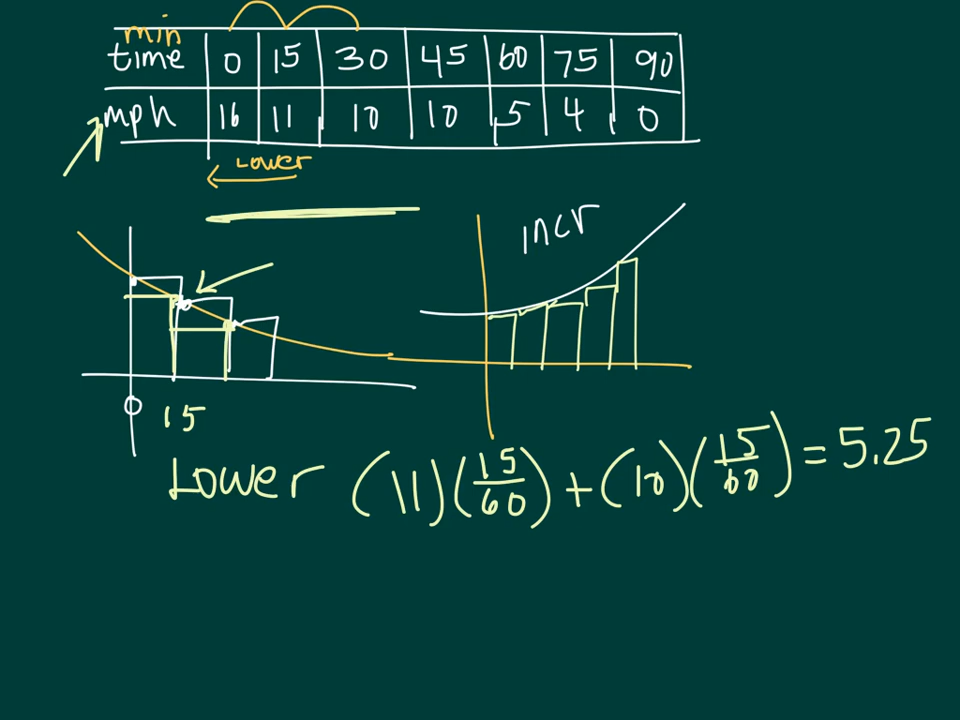 min
time 0 15 30 45 60 75 90
mph 16 11 10 10 5 4 0
Lower
incr
0 15
Lower (11)(15/60) + (10)(15/60) = 5.25